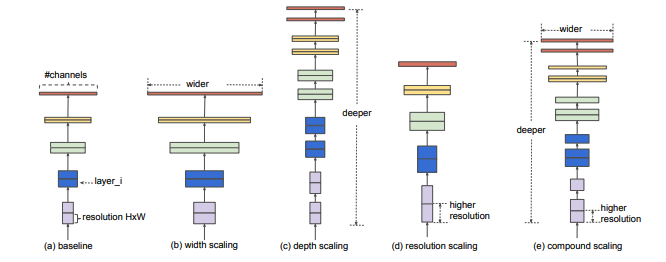 #channels
layer_i
resolution HxW
(a) baseline
wider
(b) width scaling
deeper
(c) depth scaling
higher
resolution
(d) resolution scaling
wider
deeper
higher
resolution
(e) compound scaling